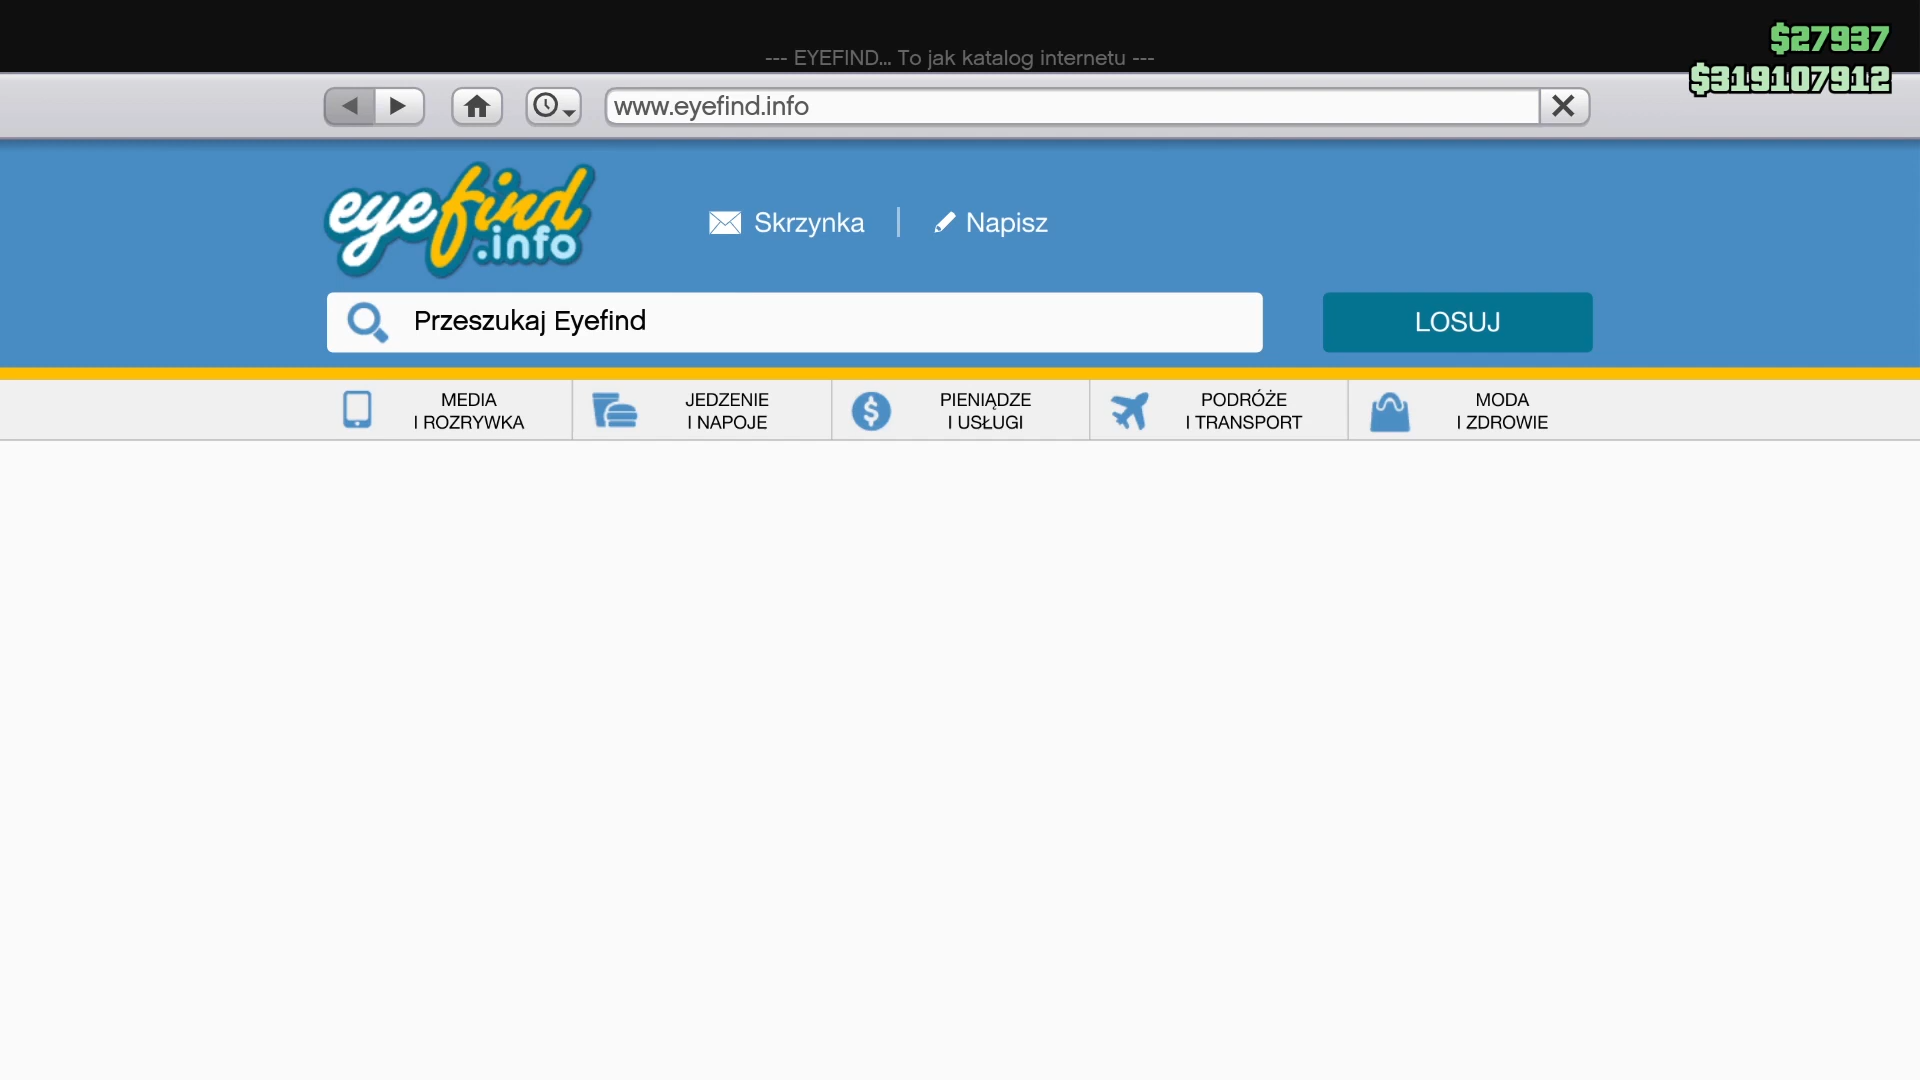 $27937
--- EYEFIND... To jak katalog internetu ---
$319107912
www.eyefind.info
eyefind.info
Skrzynka
Napisz
Przeszukaj Eyefind
LOSUJ
MEDIA
I ROZRYWKA
JEDZENIE
I NAPOJE
PIENIĄDZE
I USŁUGI
PODRÓŻE
I TRANSPORT
MODA
I ZDROWIE